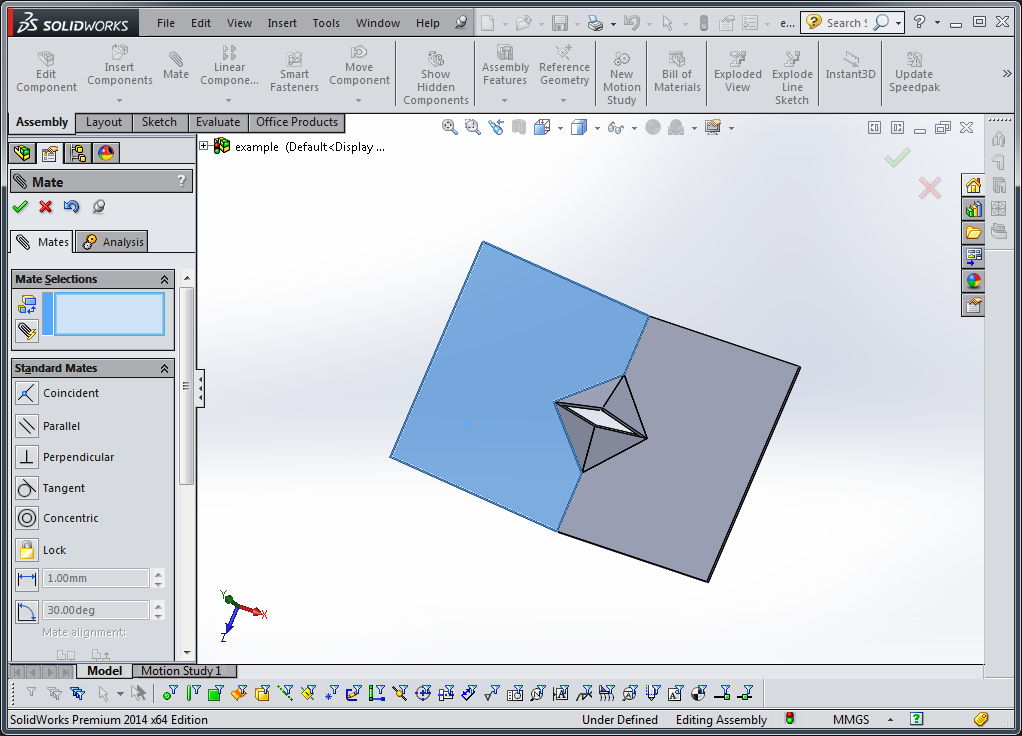 SOLIDWORKS File Edit View Insert Tools Window Help e... Search S
Edit Component
Insert Components
Mate
Linear Compone...
Smart Fasteners
Move Component
Show Hidden Components
Assembly Features
Reference Geometry
New Motion Study
Bill of Materials
Exploded View
Explode Line Sketch
Instant3D
Update Speedpak
Assembly Layout Sketch Evaluate Office Products
example (Default<Display ...
Mate ?
Mates Analysis
Mate Selections
Standard Mates
Coincident
Parallel
Perpendicular
Tangent
Concentric
Lock
1.00mm
30.00deg
Mate alignment:
Y
X
Z
Model Motion Study 1
SolidWorks Premium 2014 x64 Edition Under Defined Editing Assembly MMGS ?